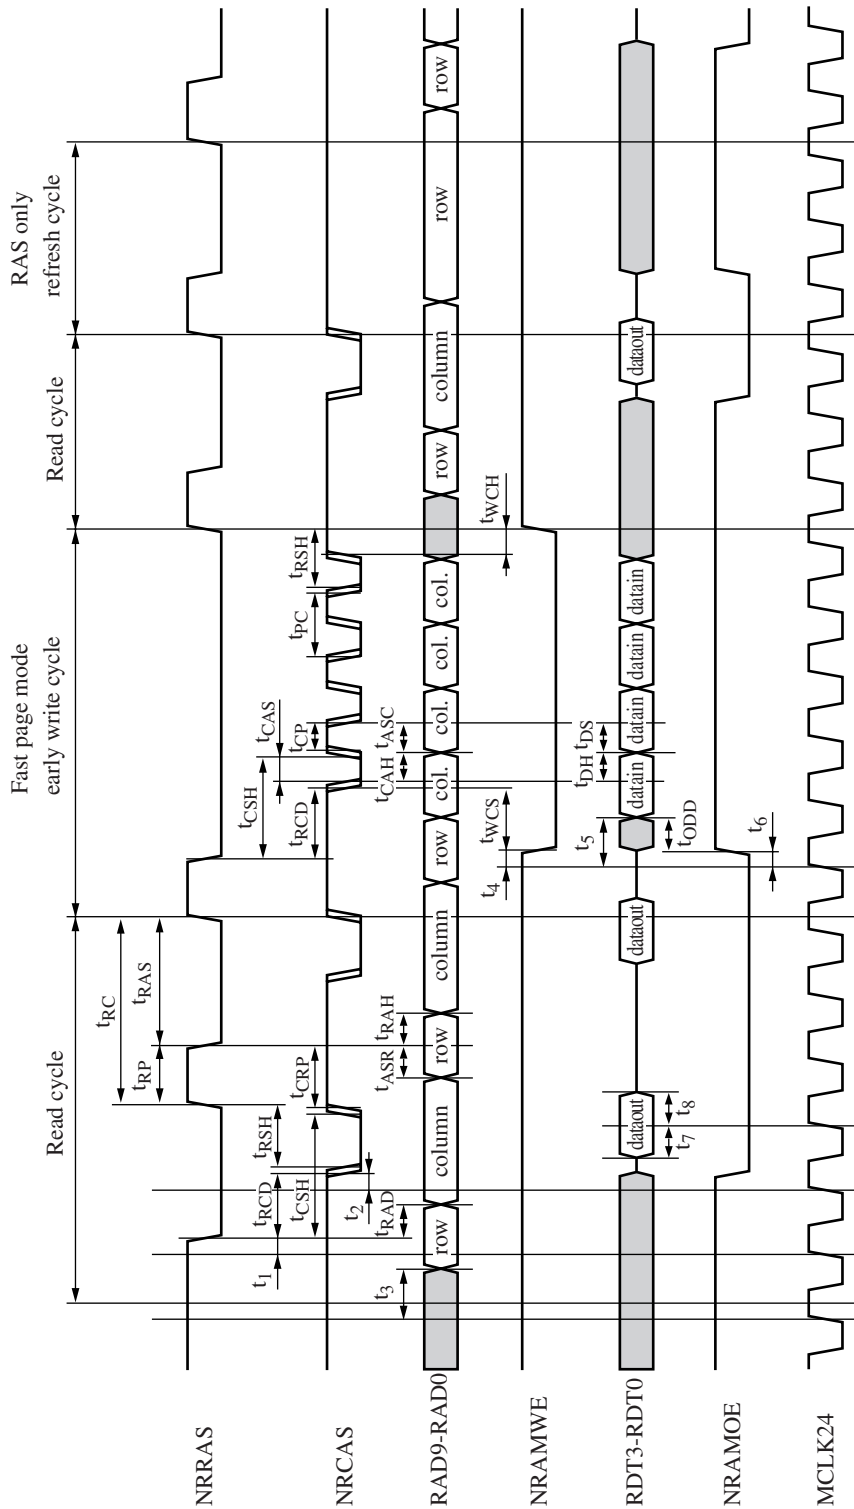 Read cycle
Fast page mode
early write cycle
Read cycle
RAS only
refresh cycle
NRRAS
tRC
tRP
tRAS
t1
tRCD
tRSH
tCSH
tCRP
t2
tCSH
tCAS
tRCD
tCP
tPC
tRSH
NRCAS
t3
tRAD
tASR
tRAH
tCAH
tASC
RAD9-RAD0
row
column
row
column
row
col.
col.
col.
col.
row
column
row
row
t4
tWCS
tWCH
NRAMWE
t7
t8
t5
tDH
tDS
RDT3-RDT0
dataout
dataout
datain
datain
datain
datain
dataout
tODD
t6
NRAMOE
MCLK24